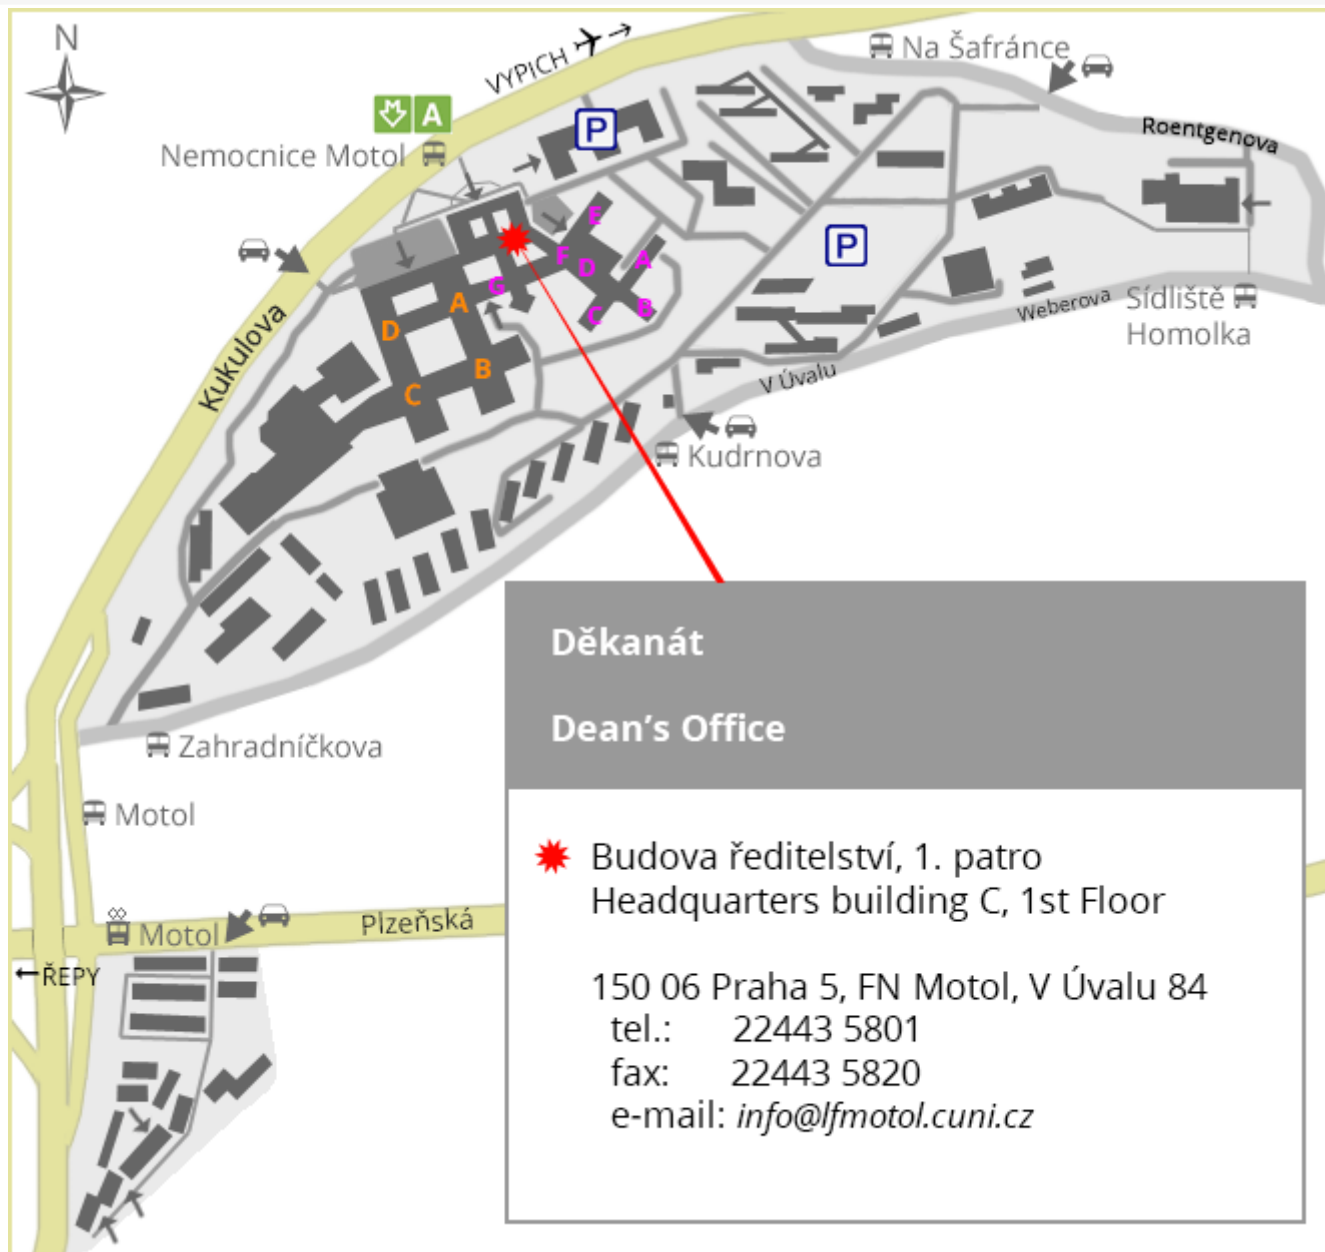 N
VYPICH
Na Šafránce
A
P
Nemocnice Motol
Roentgenova
E
F
D
A
P
G
C
B
A
D
B
C
Kukulova
Weberova
Sídliště
Homolka
V Úvalu
Kudrnova
Děkanát
Dean's Office
Zahradníčkova
Motol
Budova ředitelství, 1. patro
Headquarters building C, 1st Floor
Plzeňská
Motol
ŘEPY
150 06 Praha 5, FN Motol, V Úvalu 84
tel.: 22443 5801
fax: 22443 5820
e-mail: info@lfmotol.cuni.cz